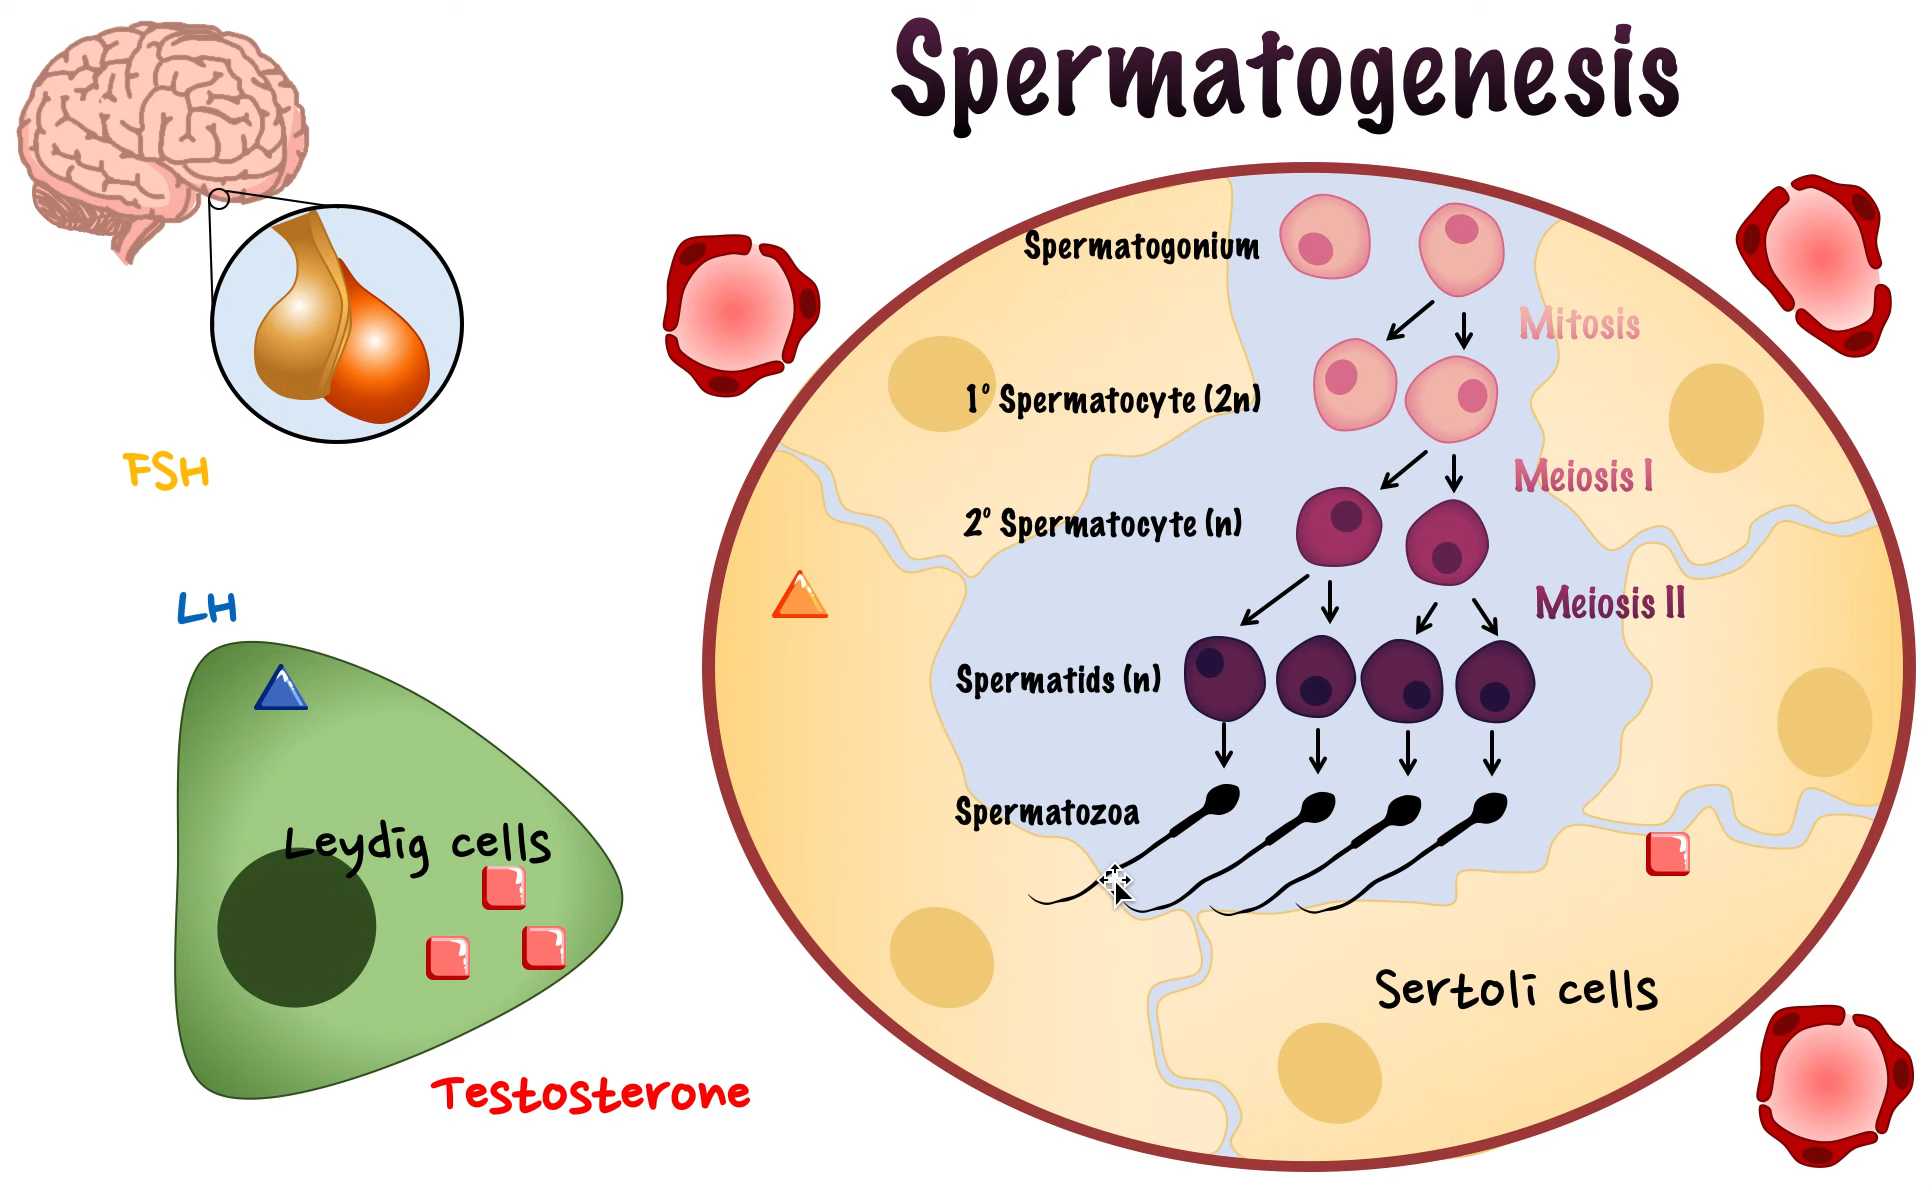 Spermatogenesis
Spermatogonium
Mitosis
1° Spermatocyte (2n)
Meiosis I
2° Spermatocyte (n)
Meiosis II
Spermatids (n)
Spermatozoa
Sertoli cells
FSH
LH
Leydig cells
Testosterone